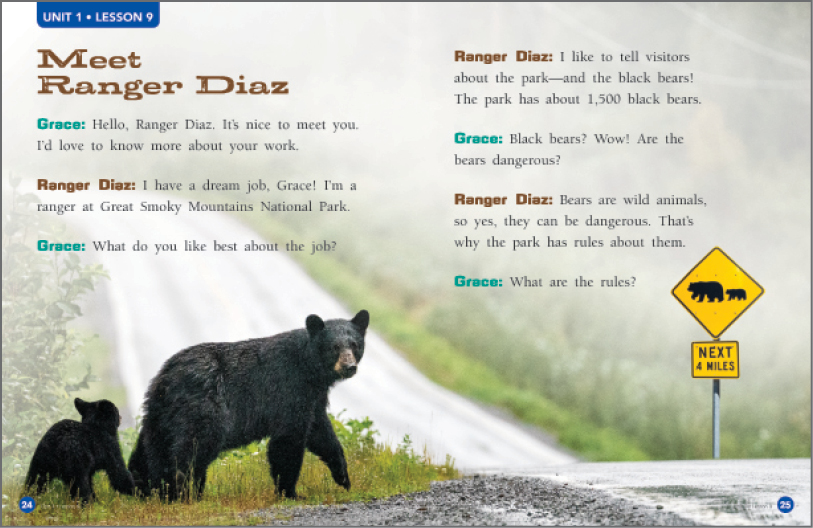 UNIT 1 • LESSON 9
Meet
Ranger Diaz
Grace: Hello, Ranger Diaz. It's nice to meet you.
I'd love to know more about your work.
Ranger Diaz: I have a dream job, Grace! I'm a
ranger at Great Smoky Mountains National Park.
Grace: What do you like best about the job?
Ranger Diaz: I like to tell visitors
about the park—and the black bears!
The park has about 1,500 black bears.
Grace: Black bears? Wow! Are the
bears dangerous?
Ranger Diaz: Bears are wild animals,
so yes, they can be dangerous. That's
why the park has rules about them.
Grace: What are the rules?
NEXT
4 MILES
24
25